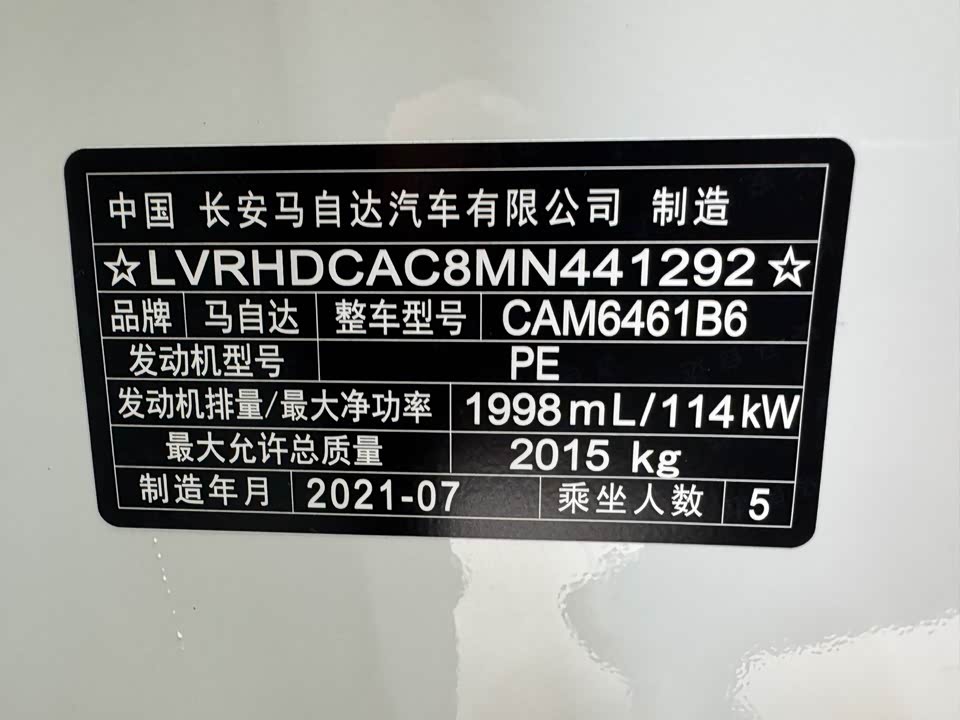 中国 长安马自达汽车有限公司 制造
☆LVRHDCAC8MN441292☆
品牌 马自达 整车型号 CAM6461B6
发动机型号 PE
发动机排量/最大净功率 1998mL/114kW
最大允许总质量 2015 kg
制造年月 2021-07 乘坐人数 5